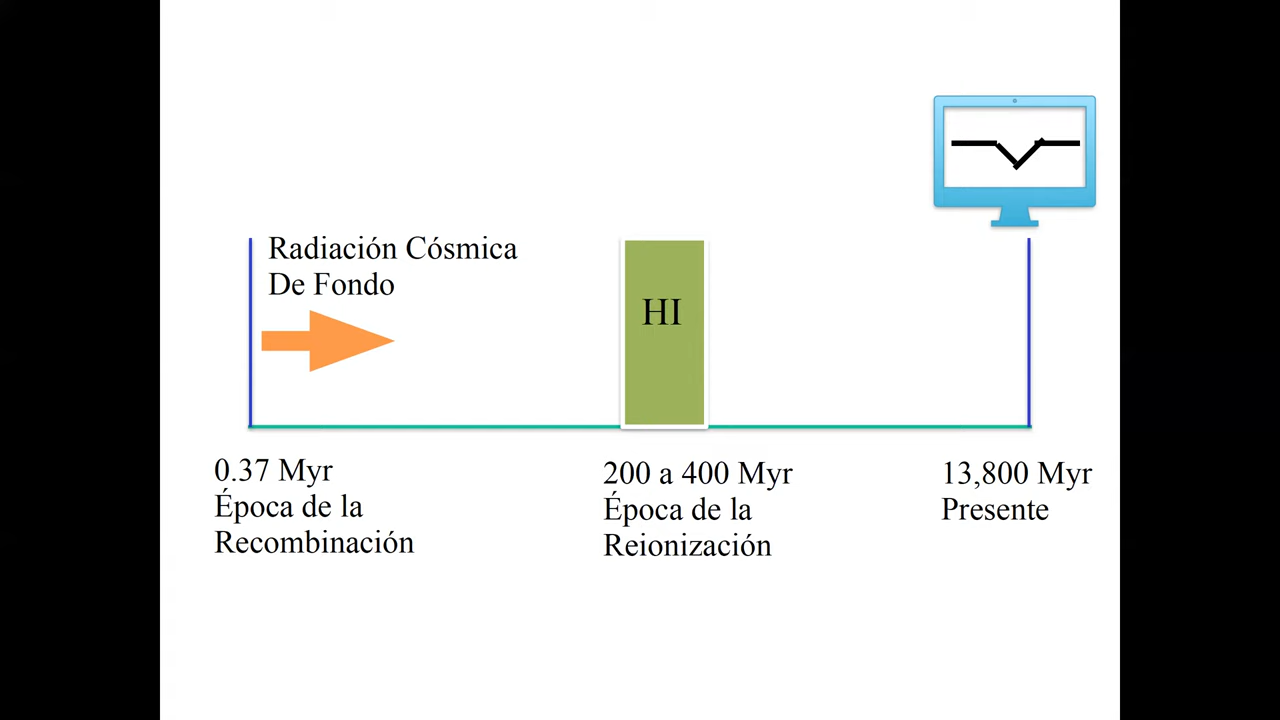 Radiación Cósmica
De Fondo
HI
0.37 Myr
Época de la
Recombinación
200 a 400 Myr
Época de la
Reionización
13,800 Myr
Presente